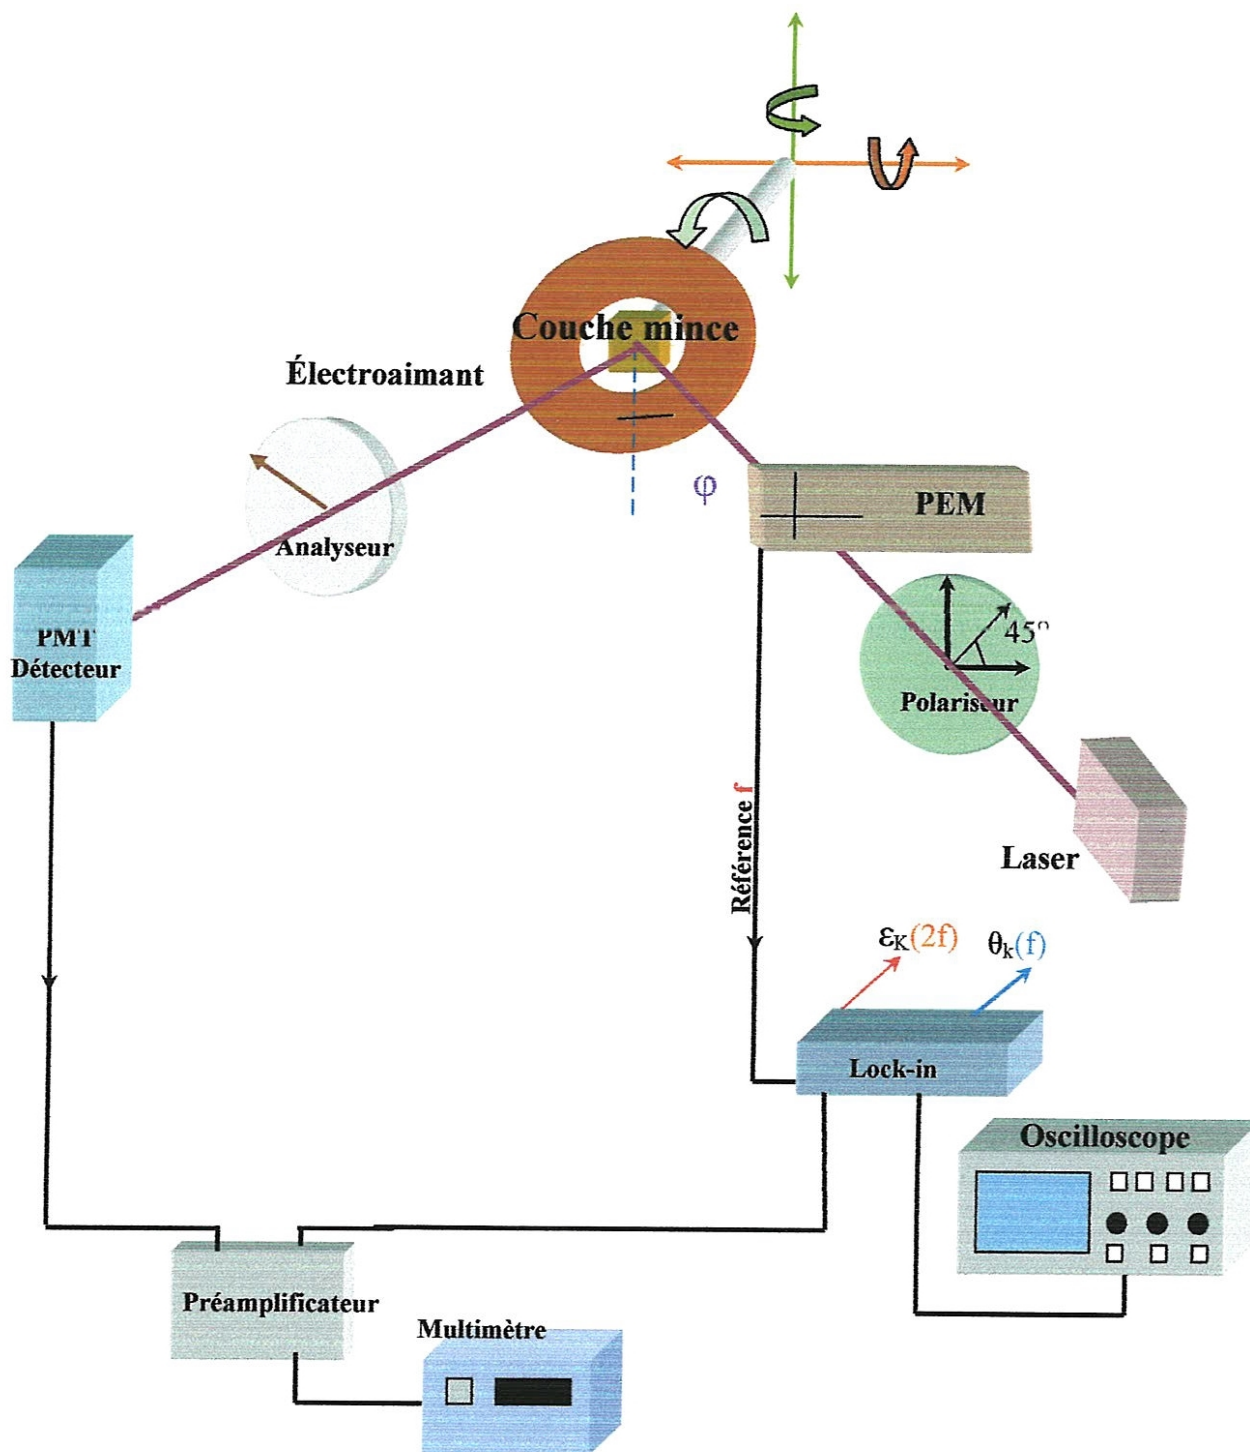 Couche mince
Électroaimant
φ
PEM
Analyseur
45°
PMT
Détecteur
Polariseur
Référence f
Laser
εK(2f)
θk(f)
Lock-in
Oscilloscope
Préamplificateur
Multimètre